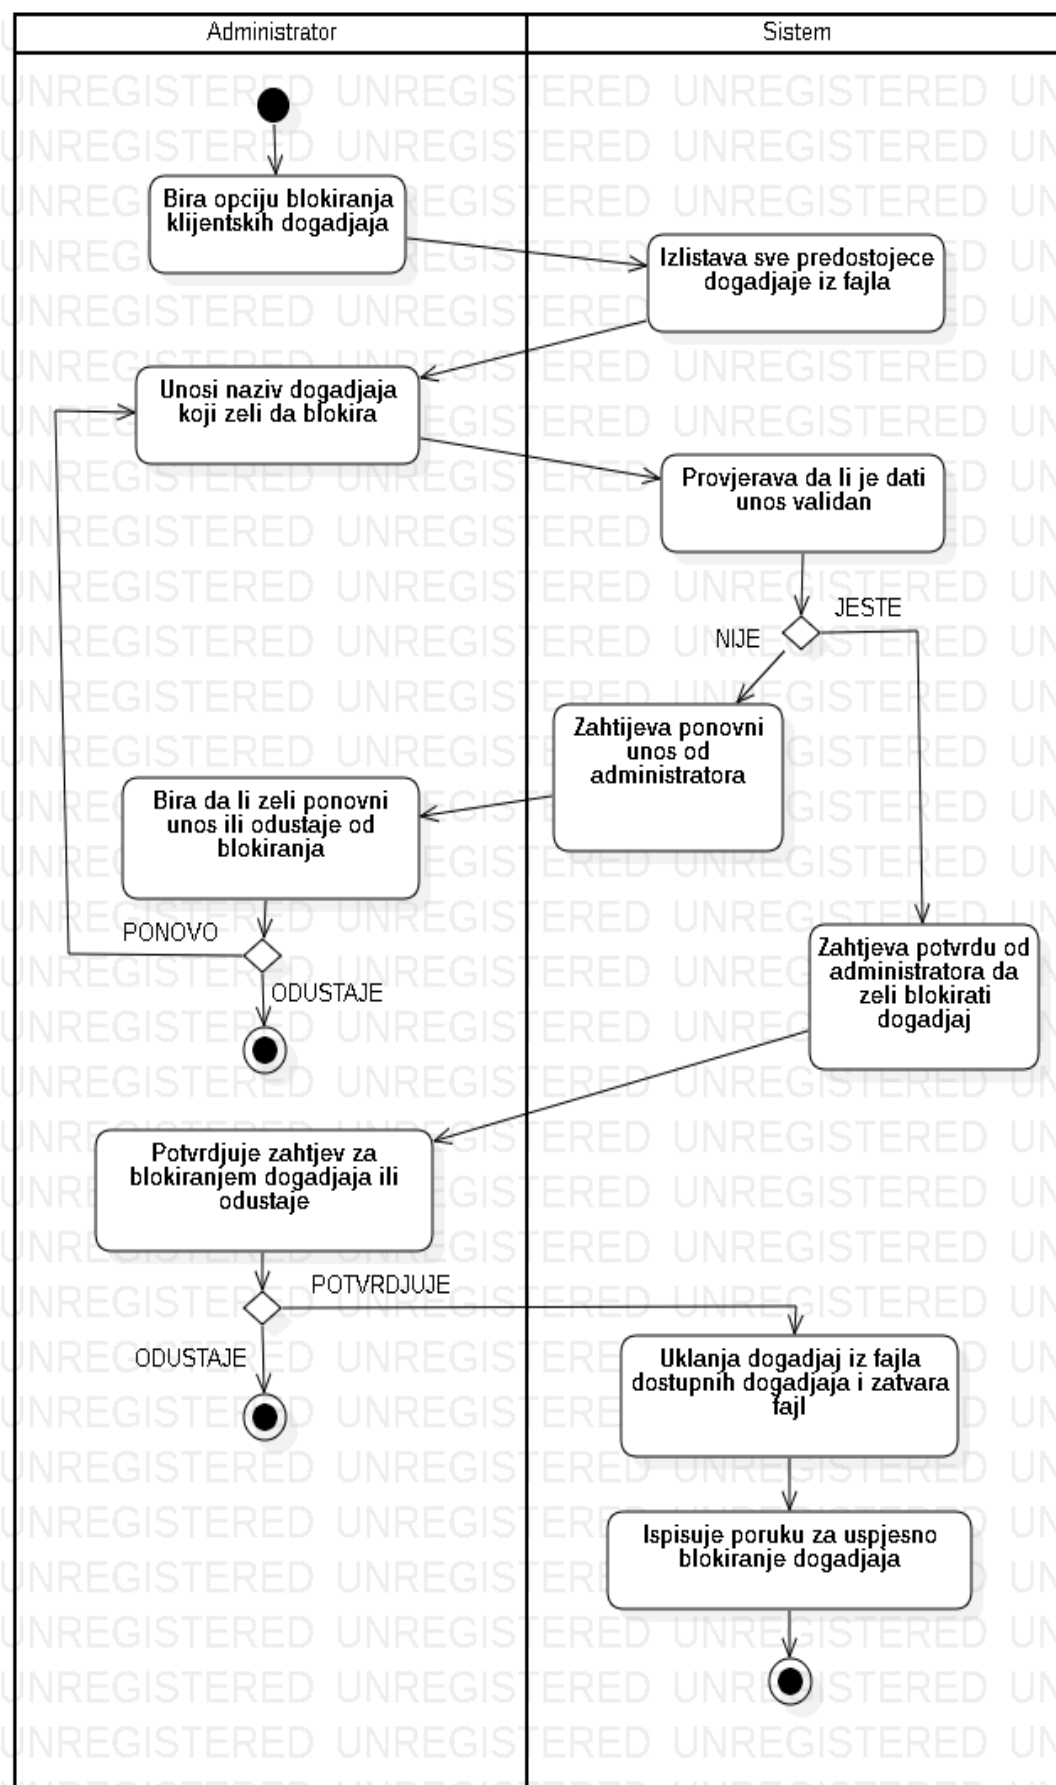 Administrator
Sistem
Bira opciju blokiranja
klijentskih dogadjaja
Izlistava sve predostojece
dogadjaje iz fajla
Unosi naziv dogadjaja
koji zeli da blokira
Provjerava da li je dati
unos validan
JESTE
NIJE
Zahtijeva ponovni
unos od
administratora
Bira da li zeli ponovni
unos ili odustaje od
blokiranja
PONOVO
ODUSTAJE
Zahtjeva potvrdu od
administratora da
zeli blokirati
dogadjaj
Potvrdjuje zahtjev za
blokiranjem dogadjaja ili
odustaje
POTVRDJUJE
ODUSTAJE
Uklanja dogadjaj iz fajla
dostupnih dogadjaja i zatvara
fajl
Ispisuje poruku za uspjesno
blokiranje dogadjaja